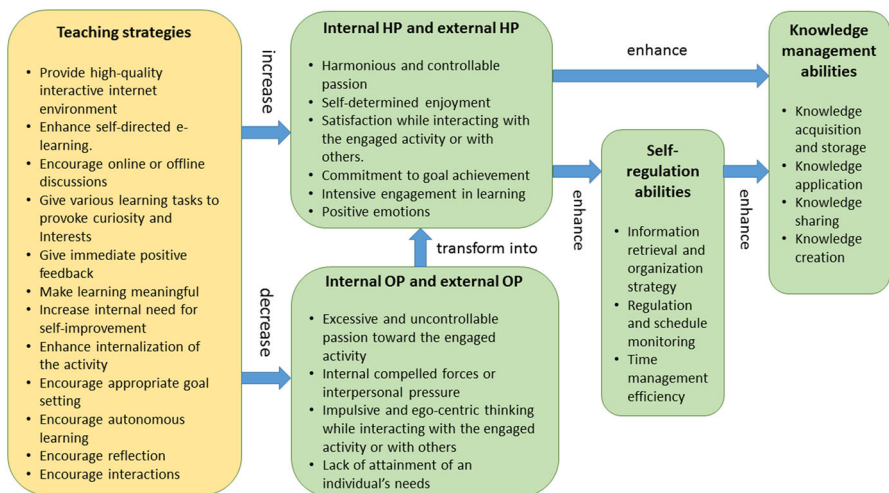 Teaching strategies
• Provide high-quality
interactive internet
environment
• Enhance self-directed e-
learning.
• Encourage online or offline
discussions
• Give various learning tasks to
provoke curiosity and
Interests
• Give immediate positive
feedback
• Make learning meaningful
• Increase internal need for
self-improvement
• Enhance internalization of
the activity
• Encourage appropriate goal
setting
• Encourage autonomous
learning
• Encourage reflection
• Encourage interactions
increase
decrease
Internal HP and external HP
• Harmonious and controllable
passion
• Self-determined enjoyment
• Satisfaction while interacting with
the engaged activity or with
others.
• Commitment to goal achievement
• Intensive engagement in learning
• Positive emotions
transform into
Internal OP and external OP
• Excessive and uncontrollable
passion toward the engaged
activity
• Internal compelled forces or
interpersonal pressure
• Impulsive and ego-centric thinking
while interacting with the engaged
activity or with others
• Lack of attainment of an
individual's needs
enhance
enhance
Self-
regulation
abilities
• Information
retrieval and
organization
strategy
• Regulation
and schedule
monitoring
• Time
management
efficiency
enhance
Knowledge
management
abilities
• Knowledge
acquisition
and storage
• Knowledge
application
• Knowledge
sharing
• Knowledge
creation